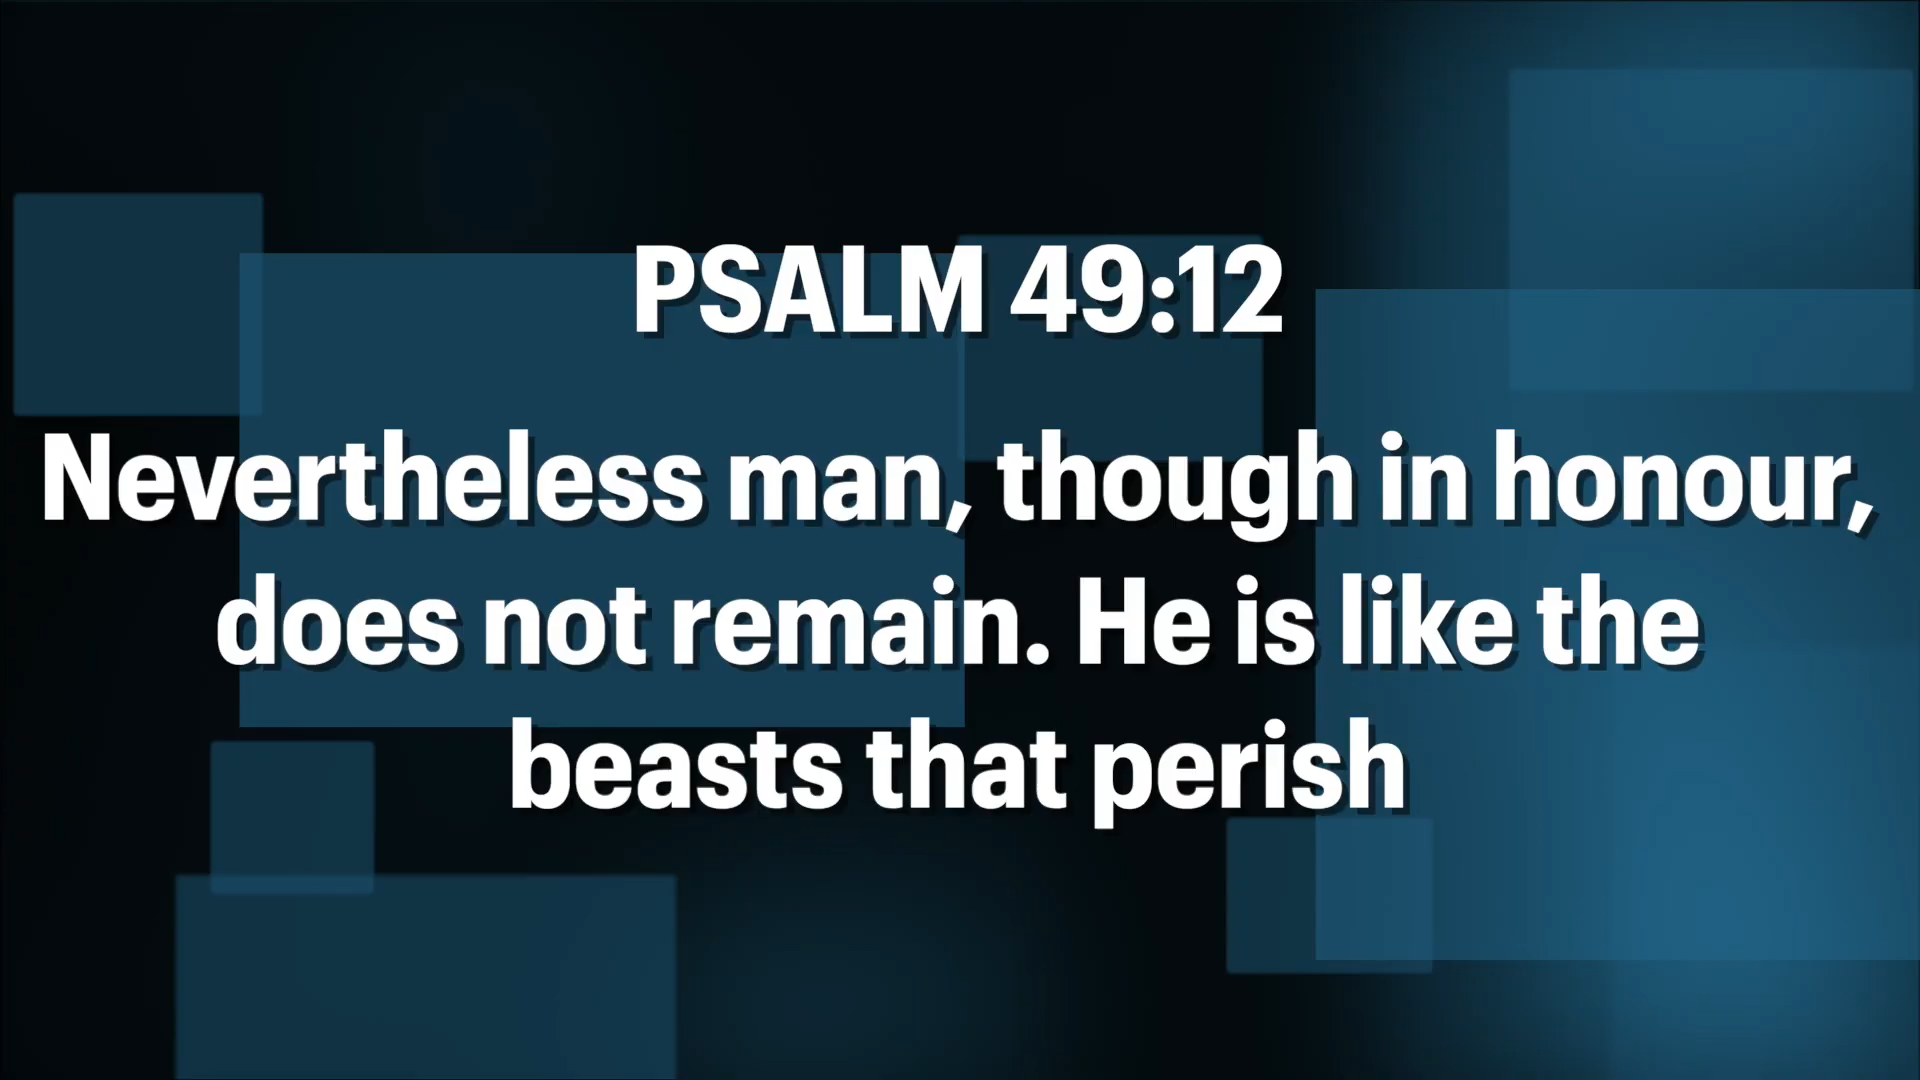 PSALM 49:12
Nevertheless man, though in honour,
does not remain. He is like the
beasts that perish